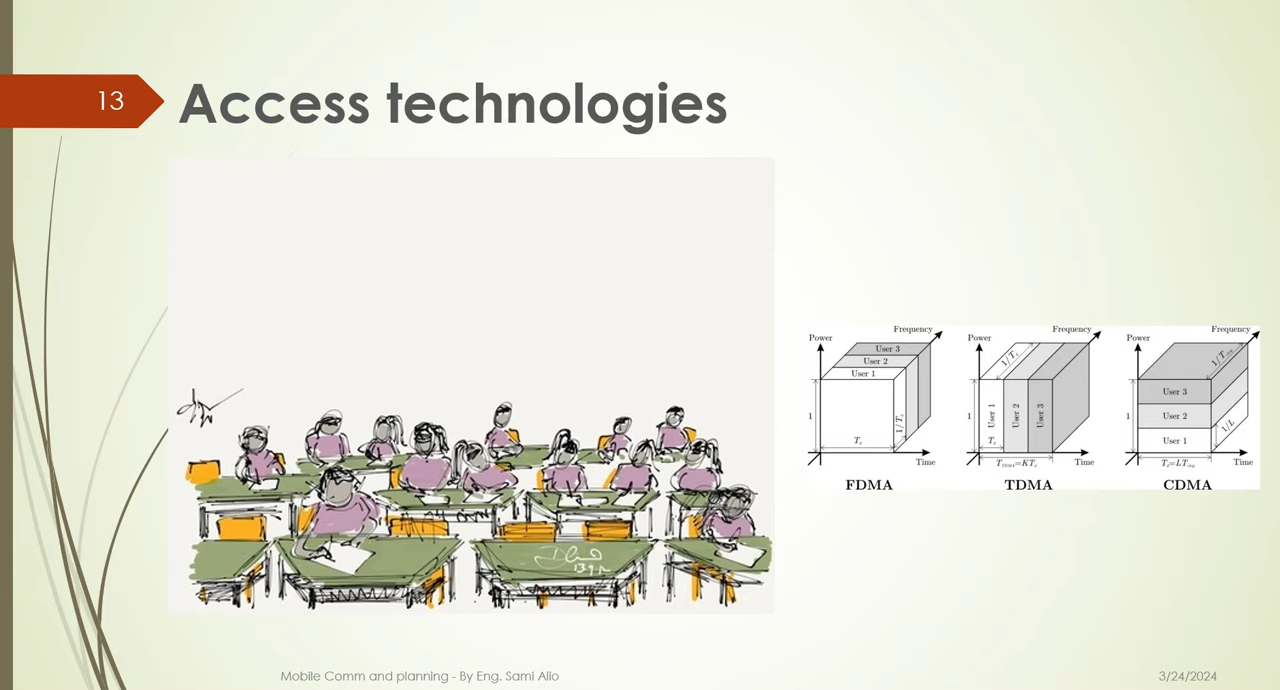 13
Access technologies
Power
Frequency
User 3
User 2
User 1
1
Time
FDMA
Power
Frequency
User 1
User 2
User 3
1
Time
TDMA
Power
Frequency
User 3
User 2
User 1
1
1/L
Time
CDMA
Mobile Comm and planning - By Eng. Sami Alio
3/24/2024